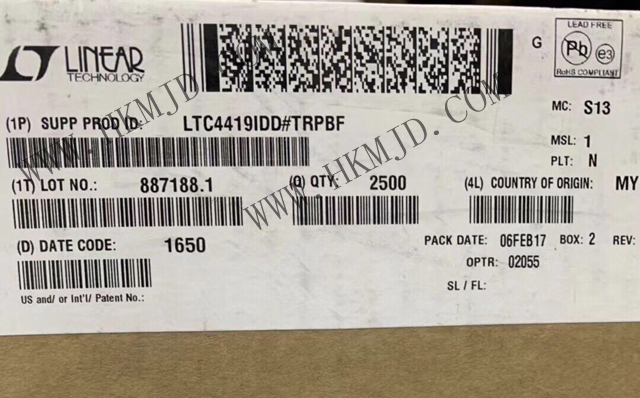 LEAD FREE
G
Pb
e3
RoHS COMPLIANT
LT LINEAR
TECHNOLOGY
MC: S13
(1P) SUPP PROD ID: LTC4419IDD#TRPBF
MSL: 1
PLT: N
(1T) LOT NO.: 887188.1 (Q) QTY: 2500 (4L) COUNTRY OF ORIGIN: MY
(D) DATE CODE: 1650
PACK DATE: 06FEB17 BOX: 2 REV:
OPTR: 02055
SL / FL:
US and/ or Int'l/ Patent No.:
WWW.HKMJD.COM
WWW.HKMJD.COM